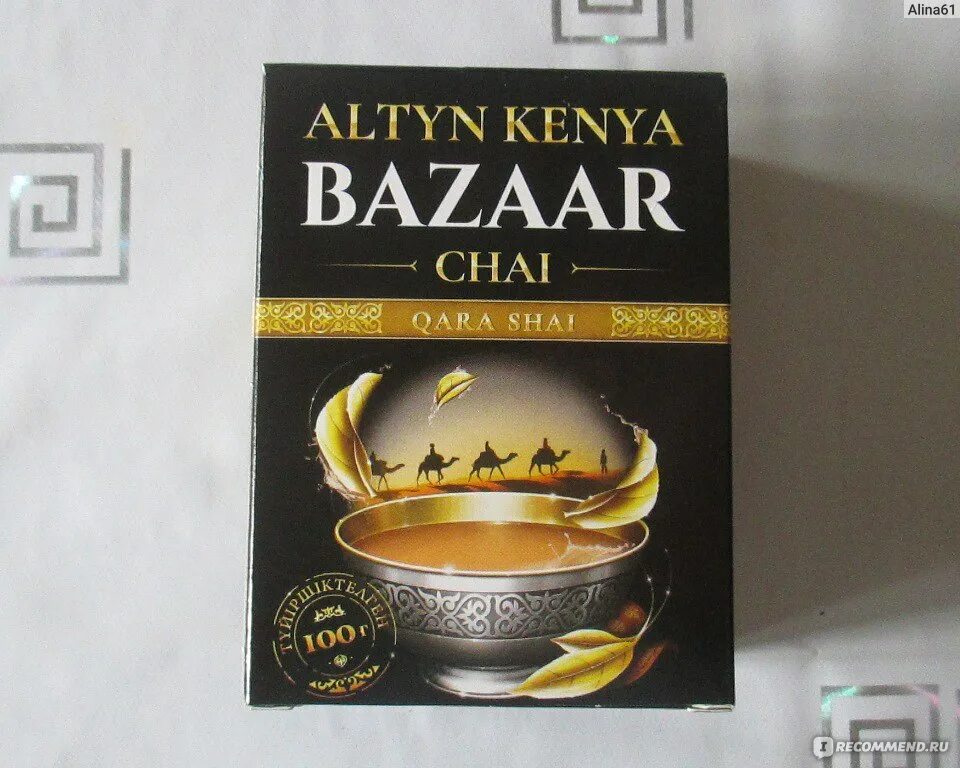 Alina61
ALTYN KENYA
BAZAAR
CHAI
QARA SHAI
ТҮЙІРШІКТЕЛГЕН
100 г
I RECOMMEND.RU